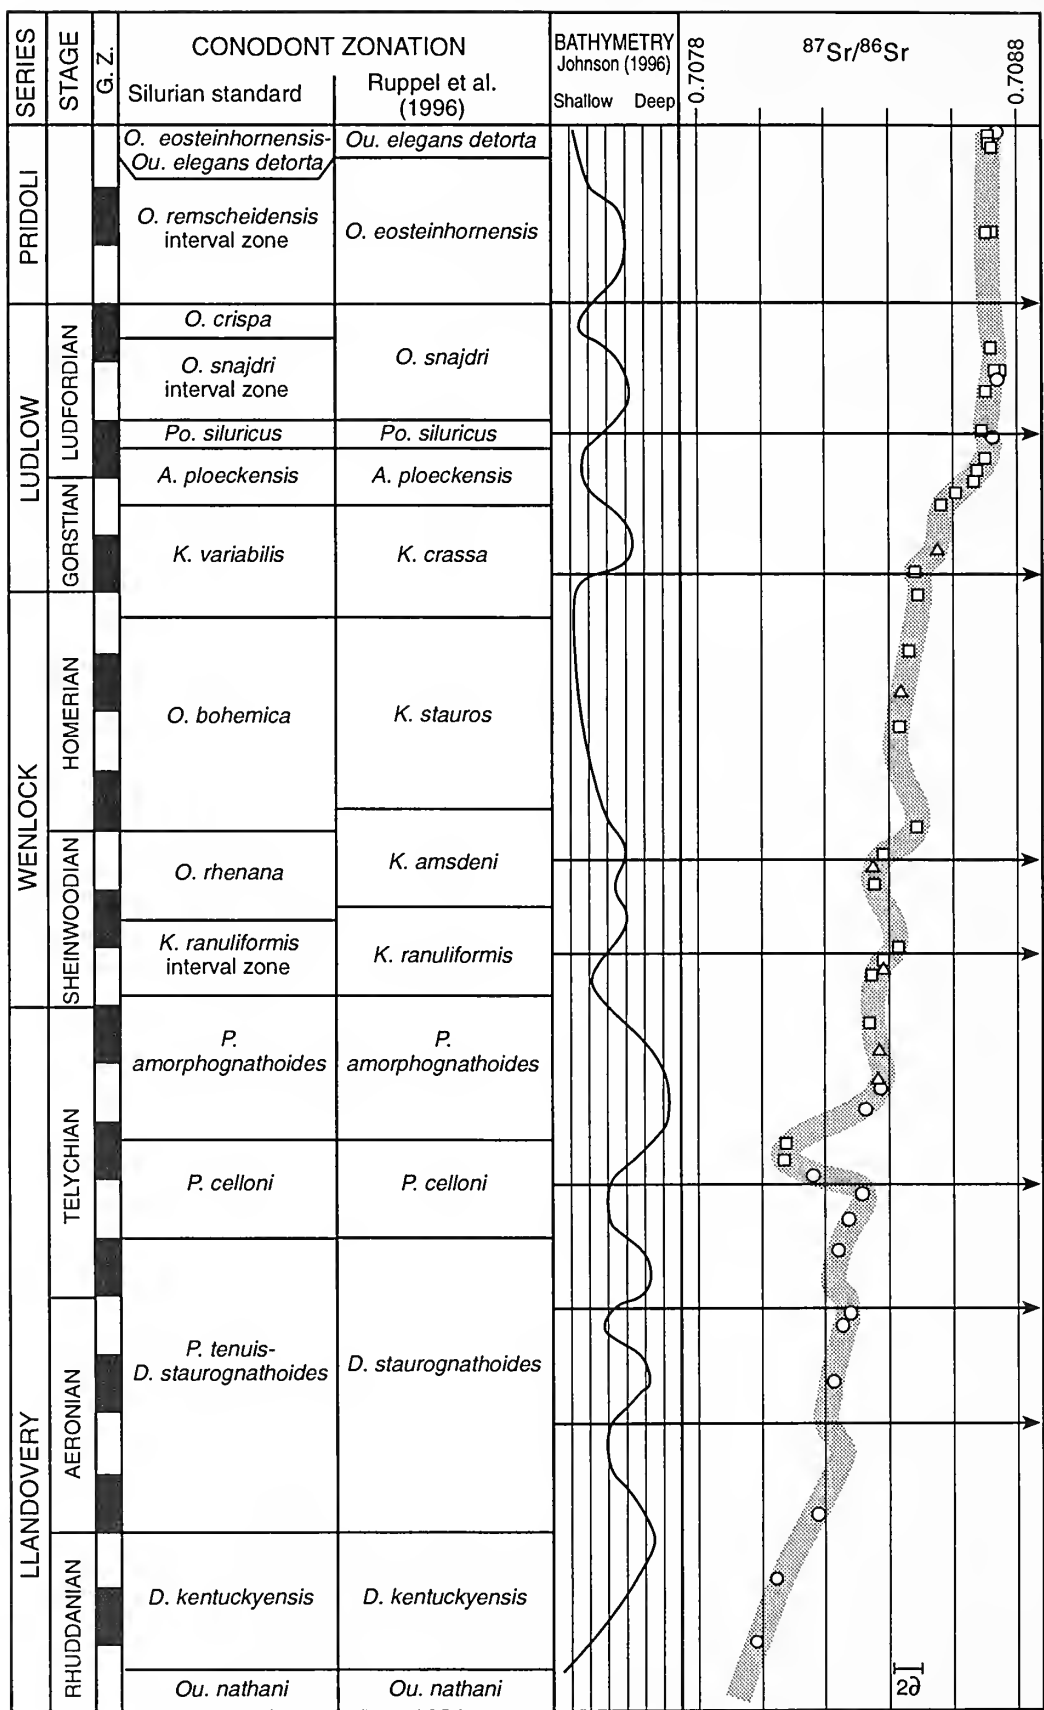 SERIES
STAGE
G. Z.
CONODONT ZONATION
Silurian standard
Ruppel et al.
(1996)
BATHYMETRY
Johnson (1996)
Shallow Deep
0.7078
87Sr/86Sr
0.7088
PRIDOLI
O. eosteinhornensis-
Ou. elegans detorta
Ou. elegans detorta
O. remscheidensis
interval zone
O. eosteinhornensis
LUDLOW
LUDFORDIAN
O. crispa
O. snajdri
interval zone
O. snajdri
Po. siluricus
Po. siluricus
A. ploeckensis
A. ploeckensis
GORSTIAN
K. variabilis
K. crassa
WENLOCK
HOMERIAN
O. bohemica
K. stauros
SHEINWOODIAN
O. rhenana
K. amsdeni
K. ranuliformis
interval zone
K. ranuliformis
LLANDOVERY
TELYCHIAN
P.
amorphognathoides
P.
amorphognathoides
P. celloni
P. celloni
AERONIAN
P. tenuis-
D. staurognathoides
D. staurognathoides
RHUDDANIAN
D. kentuckyensis
D. kentuckyensis
Ou. nathani
Ou. nathani
2∂